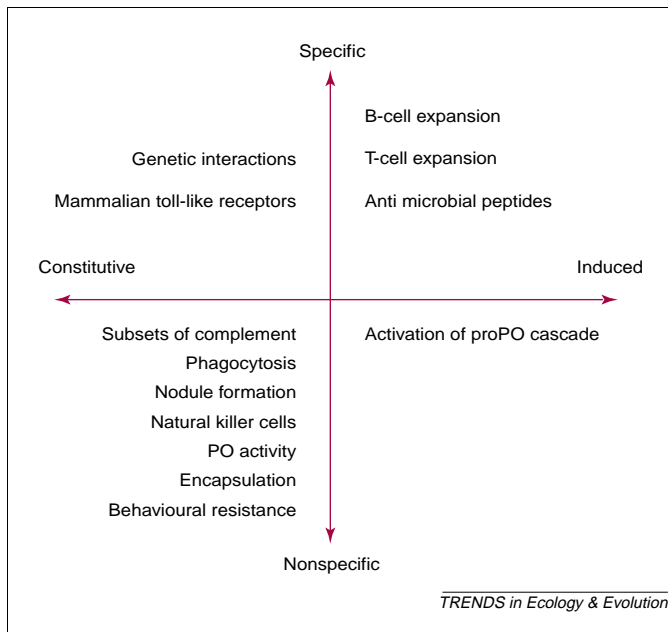 Specific
B-cell expansion
Genetic interactions
T-cell expansion
Mammalian toll-like receptors
Anti microbial peptides
Constitutive
Induced
Subsets of complement
Activation of proPO cascade
Phagocytosis
Nodule formation
Natural killer cells
PO activity
Encapsulation
Behavioural resistance
Nonspecific
TRENDS in Ecology & Evolution